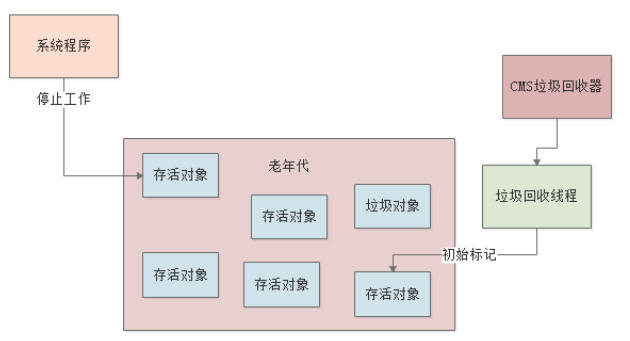 系统程序
停止工作
CMS垃圾回收器
老年代
存活对象
存活对象
垃圾对象
垃圾回收线程
初始标记
存活对象
存活对象
存活对象